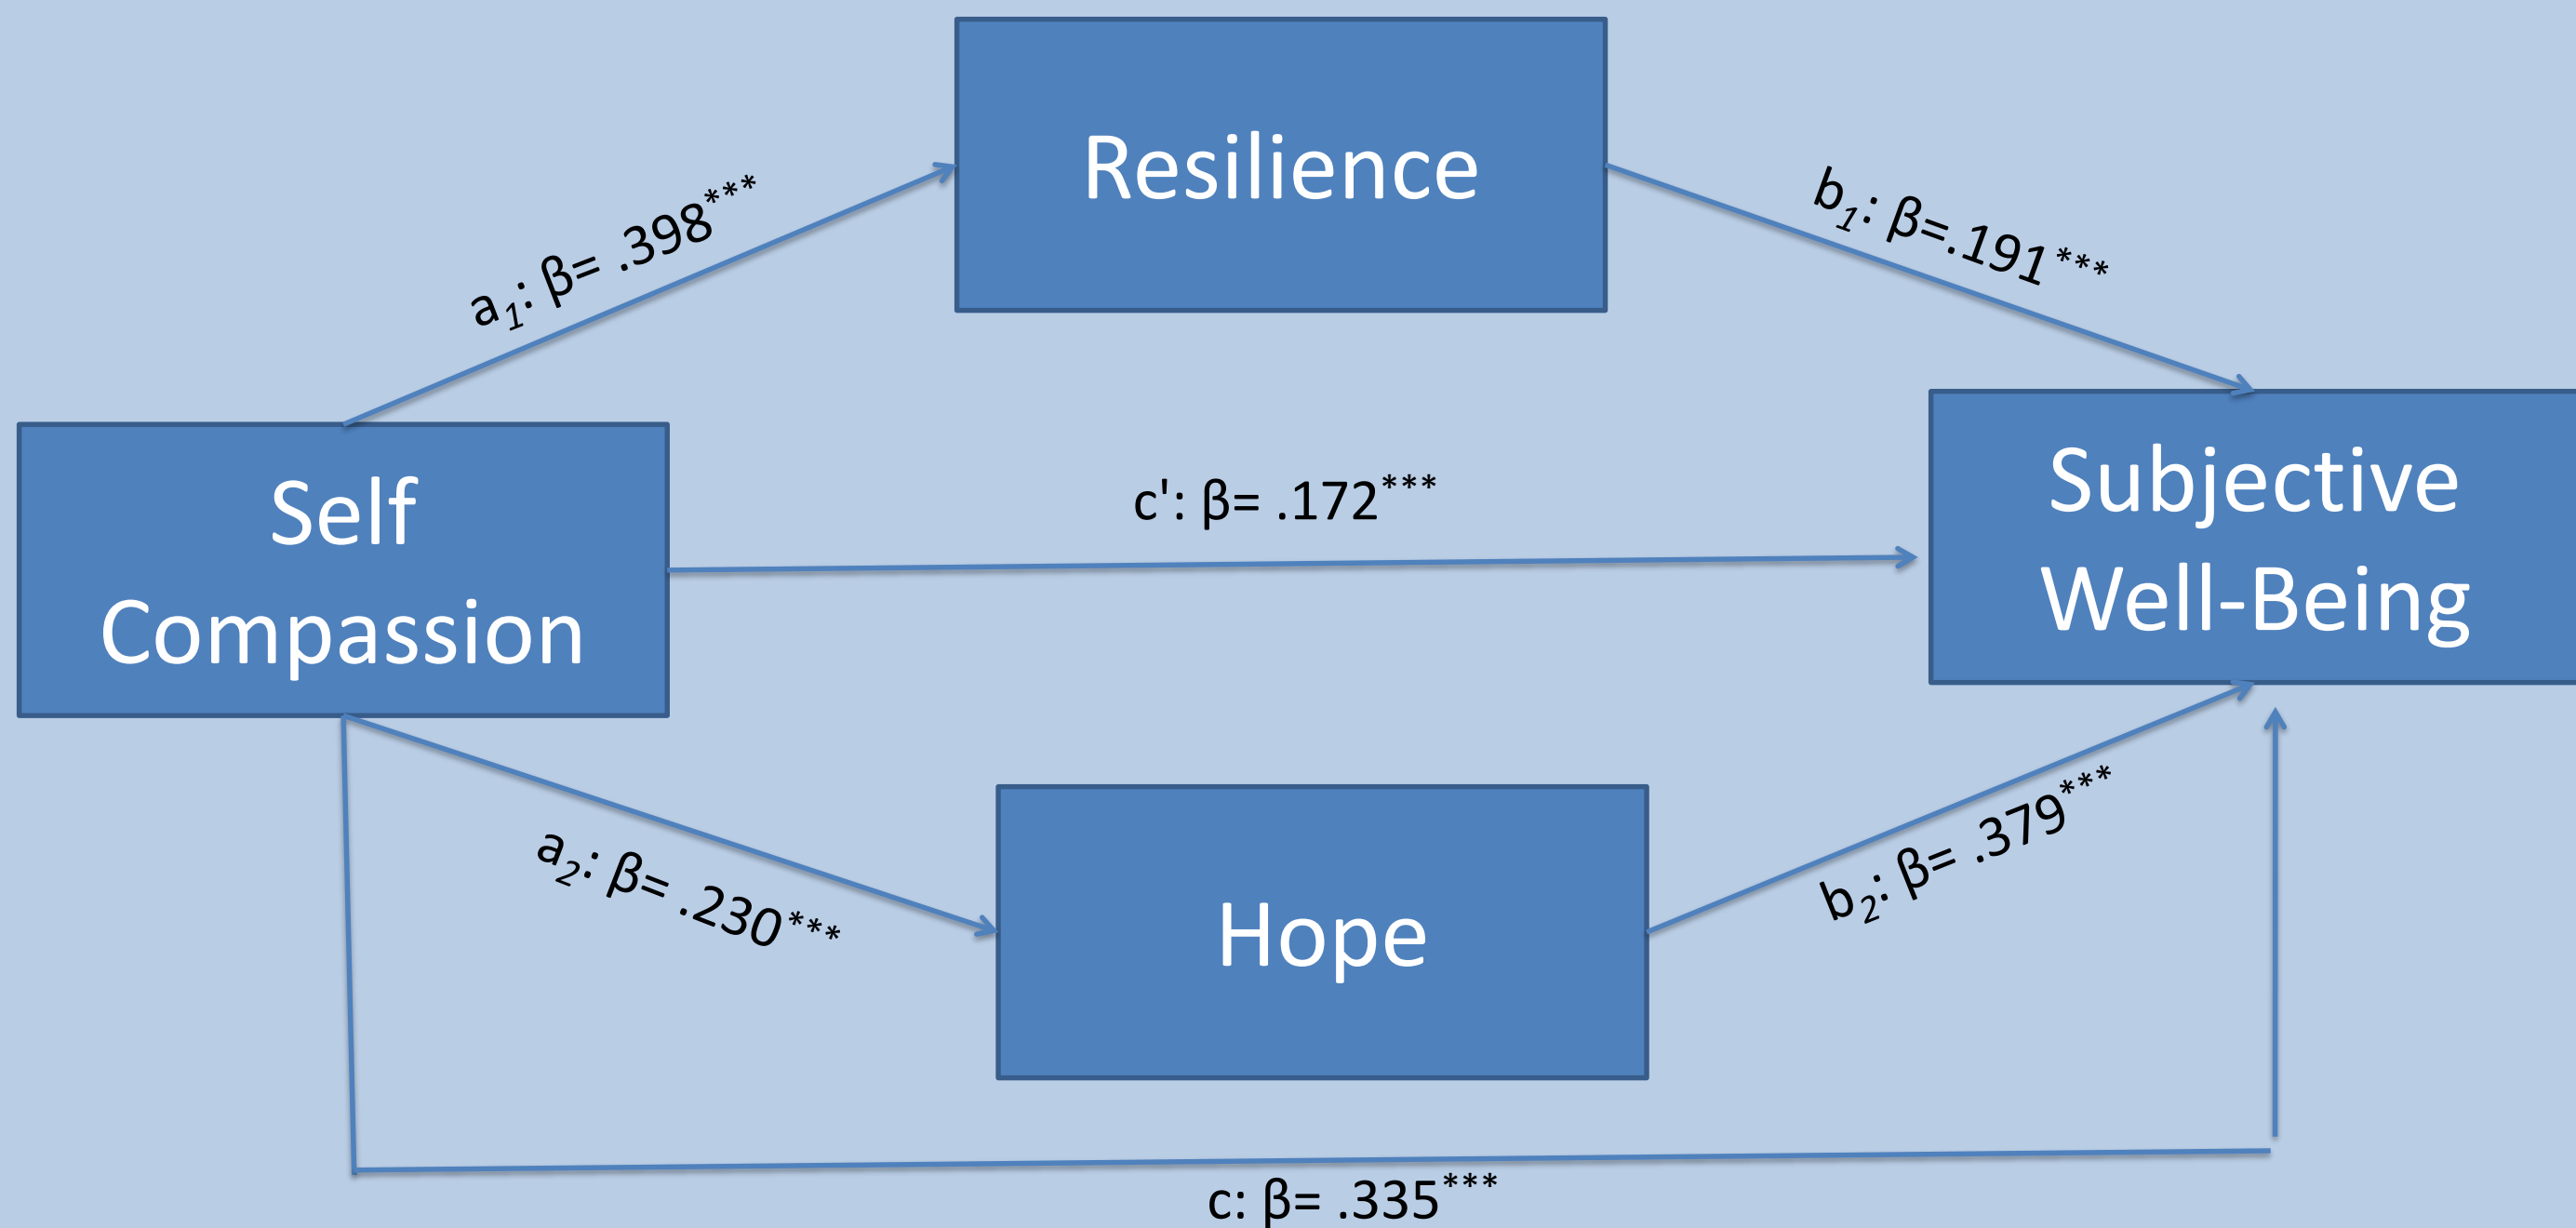 Resilience
a₁: β= .398***
b₁: β=.191***
Self
Compassion
c': β= .172***
Subjective
Well-Being
a₂: β= .230***
Hope
b₂: β= .379***
c: β= .335***